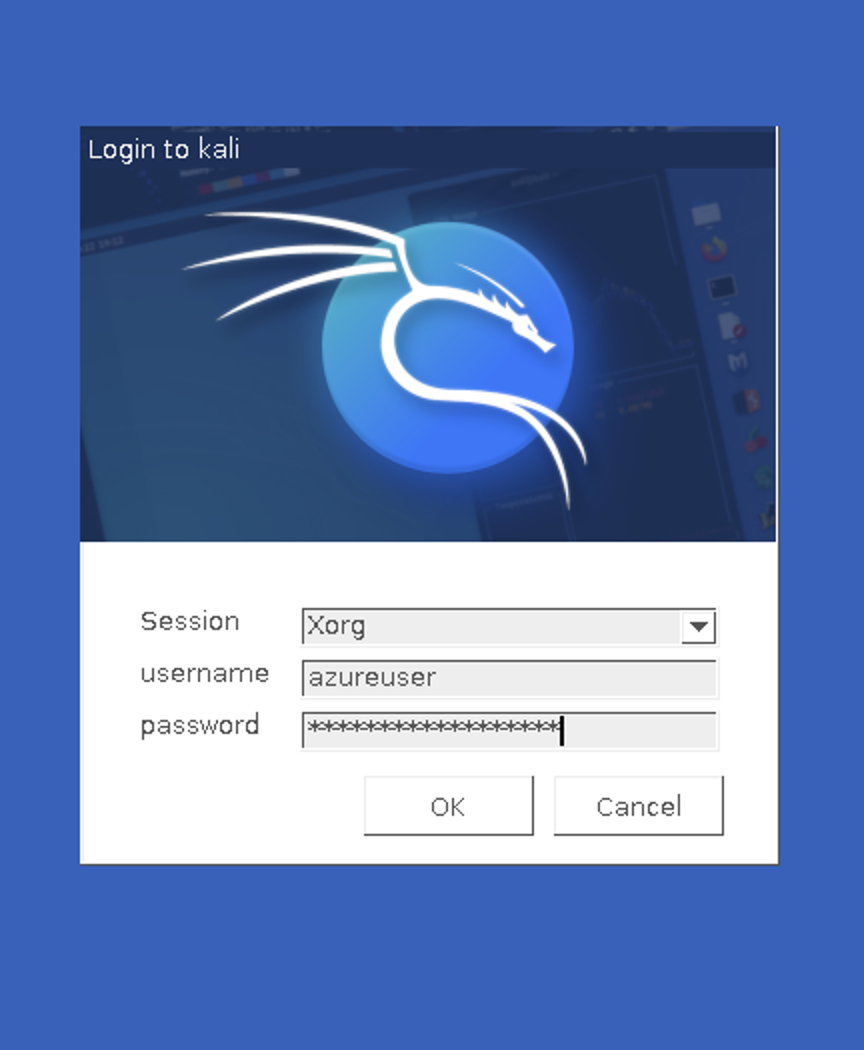 Login to kali
Session
Xorg
username
azureuser
password
******************
OK
Cancel